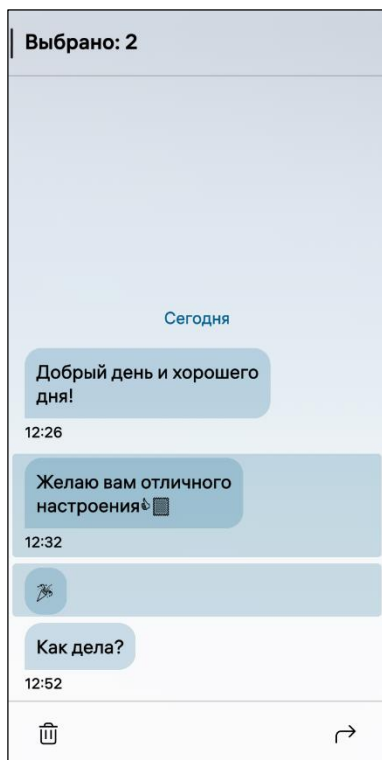 Выбрано: 2
Сегодня
Добрый день и хорошего
дня!
12:26
Желаю вам отличного
настроения
12:32
Как дела?
12:52